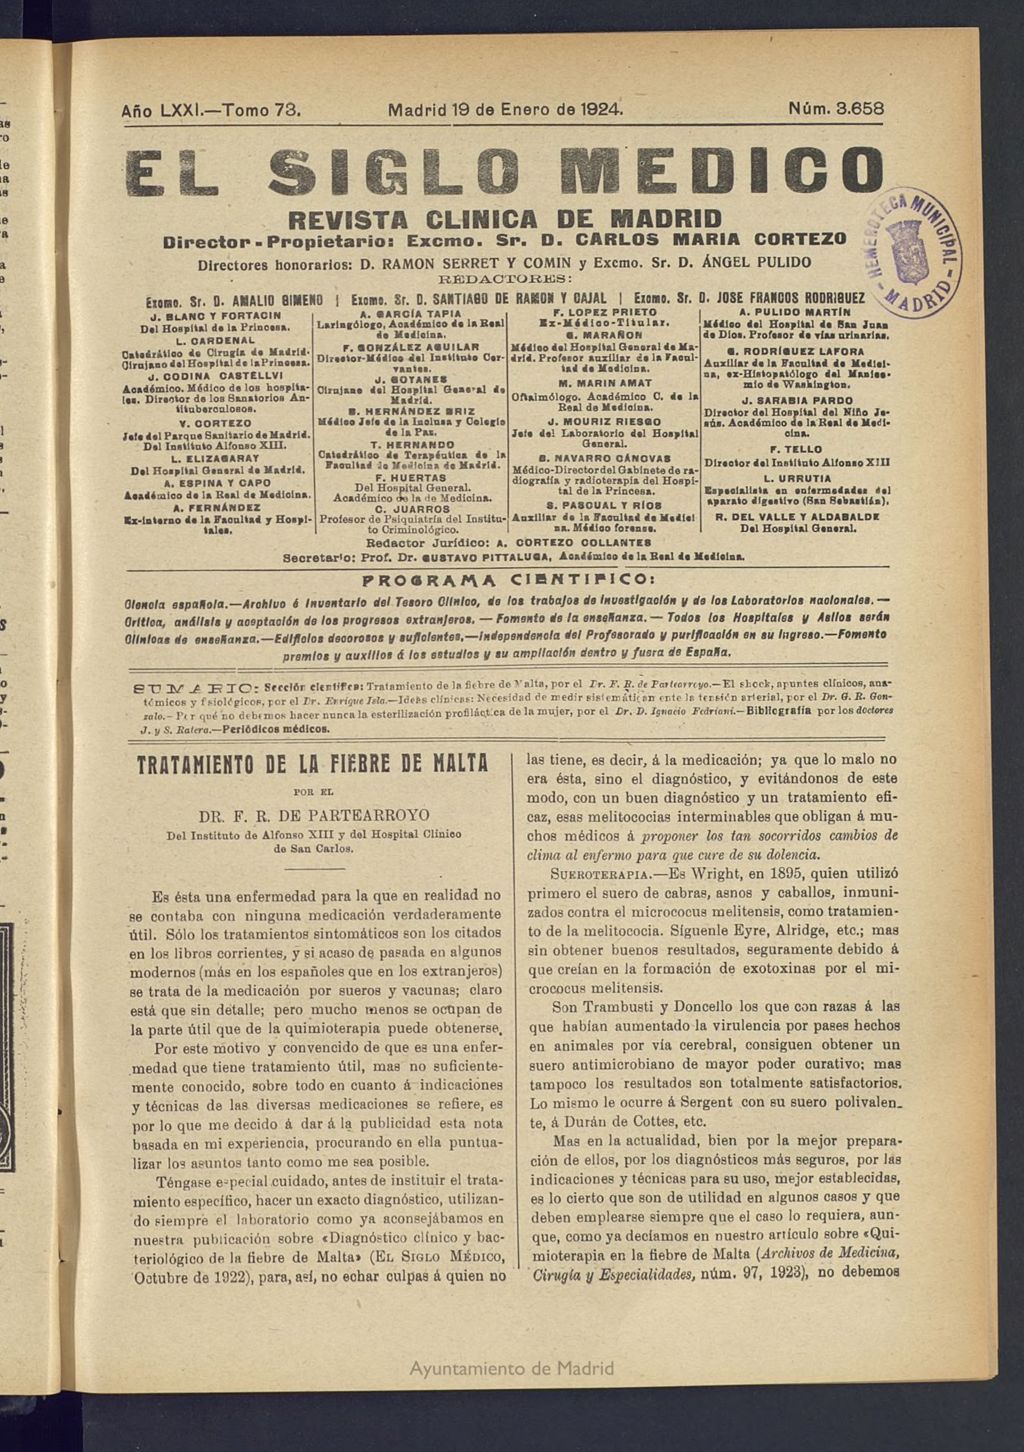 Año LXXI.—Tomo 73. Madrid 19 de Enero de 1924. Núm. 3.658
EL SIGLO MEDICO
REVISTA CLINICA DE MADRID
Director-Propietario: Excmo. Sr. D. CARLOS MARIA CORTEZO
Directores honorarios: D. RAMON SERRET Y COMIN y Excmo. Sr. D. ÁNGEL PULIDO
REDACTORES:
Excmo. Sr. D. AMALIO GIMENO | Excmo. Sr. D. SANTIAGO DE RAMON Y CAJAL | Excmo. Sr. D. JOSE FRANCOS RODRIGUEZ
HEMEROTECA MUNICIPAL
MADRID
J. BLANC Y FORTACIN
Del Hospital de la Princesa.
L. CARDENAL
Catedrático de Cirugía de Madrid.
Cirujano del Hospital de la Princesa.
J. CODINA CASTELLVI
Académico. Médico de los hospita-
les. Director de los Sanatorios An-
tituberculosos.
V. CORTEZO
Jefe del Parque Sanitario de Madrid.
Del Instituto Alfonso XIII.
L. ELIZAGARAY
Del Hospital General de Madrid.
A. ESPINA Y CAPO
Académico de la Real de Medicina.
A. FERNÁNDEZ
Ex-interno de la Facultad y Hospi-
tales.
A. GARCÍA TAPIA
Laringólogo, Académico de la Real
de Medicina.
F. GONZÁLEZ AGUILAR
Director-Médico del Instituto Cer-
vantes.
J. GOYANES
Cirujano del Hospital General de
Madrid.
B. HERNÁNDEZ BRIZ
Médico Jefe de la Inclusa y Colegio
de la Paz.
T. HERNANDO
Catedrático de Terapéutica de la
Facultad de Medicina de Madrid.
F. HUERTAS
Del Hospital General.
Académico de la de Medicina.
C. JUARROS
Profesor de Psiquiatría del Institu-
to Criminológico.
F. LOPEZ PRIETO
Ex-Médico-Titular.
G. MARAÑON
Médico del Hospital General de Ma-
drid. Profesor auxiliar de la Facul-
tad de Medicina.
M. MARIN AMAT
Oftalmólogo. Académico C. de la
Real de Medicina.
J. MOURIZ RIESGO
Jefe del Laboratorio del Hospital
General.
B. NAVARRO CÁNOVAS
Médico-Director del Gabinete de ra-
diografía y radioterapia del Hospi-
tal de la Princesa.
S. PASCUAL Y RÍOS
Auxiliar de la Facultad de Medici
na. Médico forense.
A. PULIDO MARTÍN
Médico del Hospital de San Juan
de Dios. Profesor de vías urinarias.
G. RODRÍGUEZ LAFORA
Auxiliar de la Facultad de Medici-
na, ex-Histopatólogo del Manico-
mio de Washington.
J. SARABIA PARDO
Director del Hospital del Niño Je-
sús. Académico de la Real de Medi-
cina.
F. TELLO
Director del Instituto Alfonso XIII
L. URRUTIA
Especialista en enfermedades del
aparato digestivo (San Sebastián).
R. DEL VALLE Y ALDABALDE
Del Hospital General.
Redactor Jurídico: A. CORTEZO COLLANTES
Secretario: Prof. Dr. GUSTAVO PITTALUGA, Académico de la Real de Medicina.
PROGRAMA CIENTIFICO:
Ciencia española.—Archivo é Inventario del Tesoro Clínico, de los trabajos de investigación y de los Laboratorios nacionales.—
Crítica, análisis y aceptación de los progresos extranjeros. — Fomento de la enseñanza. — Todos los Hospitales y Asilos serán
Clínicas de enseñanza.—Edificios decorosos y suficientes.—Independencia del Profesorado y purificación en su ingreso.—Fomento
premios y auxilios á los estudios y su ampliación dentro y fuera de España.
SUMARIO: Sección científica: Tratamiento de la fiebre de Malta, por el Dr. F. R. de Partearroyo.—El shock, apuntes clínicos, ana-
tómicos y fisiológicos, por el Dr. Enrique Isla.—Ideas clínicas: Necesidad de medir sistemáticamente la tensión arterial, por el Dr. G. R. Gon-
zalo.—Por qué no debemos hacer nunca la esterilización profiláctica de la mujer, por el Dr. D. Ignacio Fedriani.—Bibliografía por los doctores
J. y S. Ratera.—Periódicos médicos.
TRATAMIENTO DE LA FIEBRE DE MALTA
POR EL
DR. F. R. DE PARTEARROYO
Del Instituto de Alfonso XIII y del Hospital Clínico
de San Carlos.
Es ésta una enfermedad para la que en realidad no
se contaba con ninguna medicación verdaderamente
útil. Sólo los tratamientos sintomáticos son los citados
en los libros corrientes, y si acaso de pasada en algunos
modernos (más en los españoles que en los extranjeros)
se trata de la medicación por sueros y vacunas; claro
está que sin detalle; pero mucho menos se ocupan de
la parte útil que de la quimioterapia puede obtenerse.
Por este motivo y convencido de que es una enfer-
medad que tiene tratamiento útil, mas no suficiente-
mente conocido, sobre todo en cuanto á indicaciones
y técnicas de las diversas medicaciones se refiere, es
por lo que me decido á dar á la publicidad esta nota
basada en mi experiencia, procurando en ella puntua-
lizar los asuntos tanto como me sea posible.
Téngase especial cuidado, antes de instituir el trata-
miento específico, hacer un exacto diagnóstico, utilizan-
do siempre el laboratorio como ya aconsejábamos en
nuestra publicación sobre «Diagnóstico clínico y bac-
teriológico de la fiebre de Malta» (EL SIGLO MÉDICO,
Octubre de 1922), para, así, no echar culpas á quien no
las tiene, es decir, á la medicación; ya que lo malo no
era ésta, sino el diagnóstico, y evitándonos de este
modo, con un buen diagnóstico y un tratamiento efi-
caz, esas melitococias interminables que obligan á mu-
chos médicos á proponer los tan socorridos cambios de
clima al enfermo para que cure de su dolencia.
SUEROTERAPIA.—Es Wright, en 1895, quien utilizó
primero el suero de cabras, asnos y caballos, inmuni-
zados contra el micrococus melitensis, como tratamien-
to de la melitococia. Síguenle Eyre, Alridge, etc.; mas
sin obtener buenos resultados, seguramente debido á
que creían en la formación de exotoxinas por el mi-
crococus melitensis.
Son Trambusti y Doncello los que con razas á las
que habían aumentado la virulencia por pases hechos
en animales por vía cerebral, consiguen obtener un
suero antimicrobiano de mayor poder curativo; mas
tampoco los resultados son totalmente satisfactorios.
Lo mismo le ocurre á Sergent con su suero polivalen-
te, á Durán de Cottes, etc.
Mas en la actualidad, bien por la mejor prepara-
ción de ellos, por los diagnósticos más seguros, por las
indicaciones y técnicas para su uso, mejor establecidas,
es lo cierto que son de utilidad en algunos casos y que
deben emplearse siempre que el caso lo requiera, aun-
que, como ya decíamos en nuestro artículo sobre «Qui-
mioterapia en la fiebre de Malta (Archivos de Medicina,
Cirugía y Especialidades, núm. 97, 1923), no debemos
Ayuntamiento de Madrid